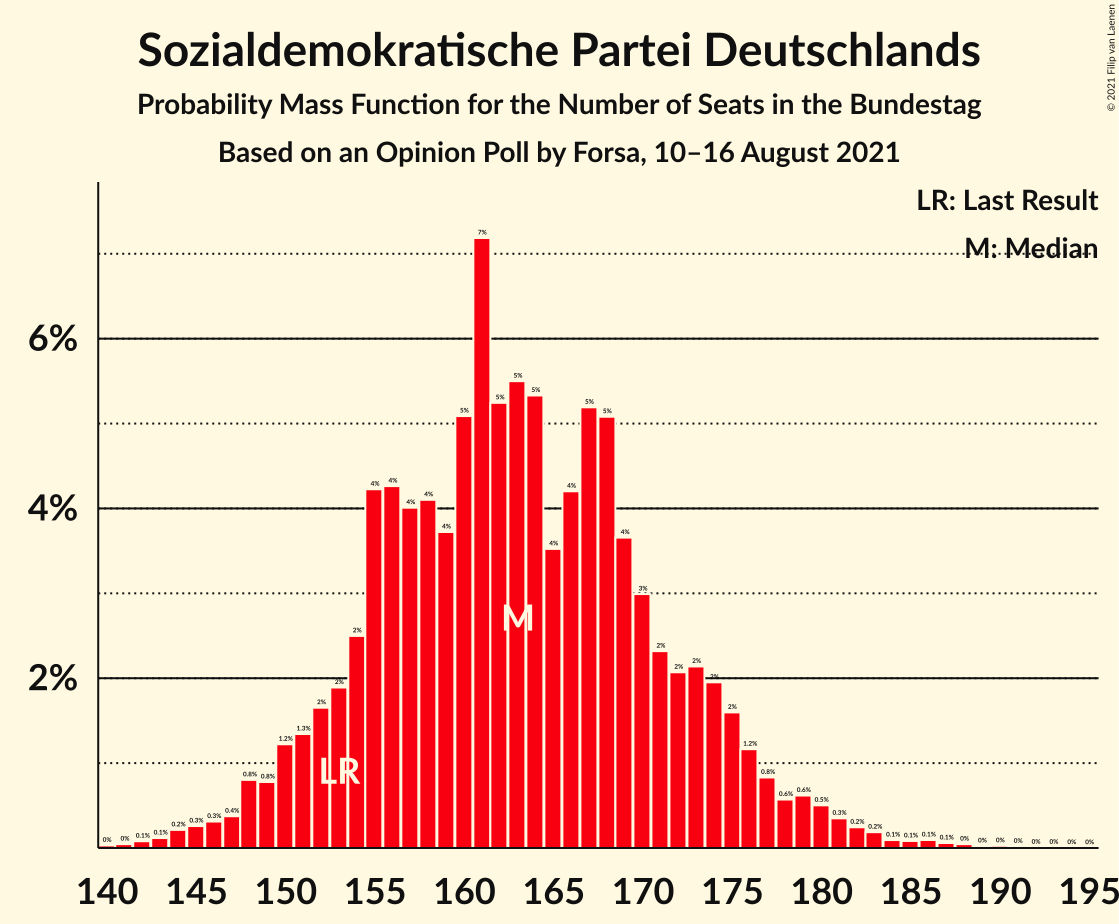 Sozialdemokratische Partei Deutschlands
Probability Mass Function for the Number of Seats in the Bundestag
Based on an Opinion Poll by Forsa, 10–16 August 2021
© 2021 Filip van Laenen
LR: Last Result
M: Median
6%
4%
2%
0% 0% 0.1% 0.1% 0.2% 0.3% 0.3% 0.4% 0.8% 0.8% 1.2% 1.3% 2% 2% 2% 4% 4% 4% 4% 4% 5% 7% 5% 5% 5% 4% 4% 5% 5% 4% 3% 2% 2% 2% 2% 2% 1.2% 0.8% 0.6% 0.6% 0.5% 0.3% 0.2% 0.2% 0.1% 0.1% 0.1% 0.1% 0% 0% 0% 0% 0% 0% 0% 0%
M
LR
140 145 150 155 160 165 170 175 180 185 190 195